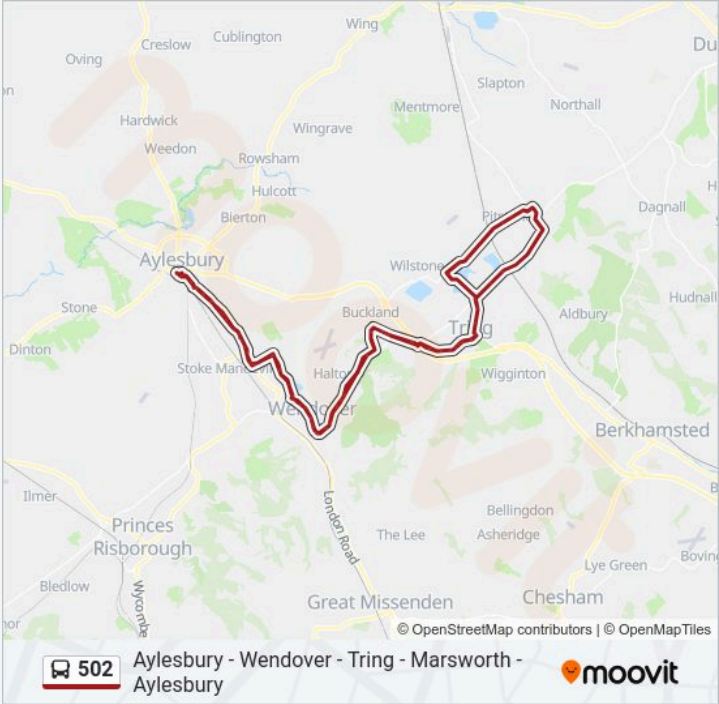 Wing
Cublington
Creslow
Oving
Du
Slapton
Northall
Mentmore
Hardwick
Wingrave
Weedon
Rowsham
Hulcott
Dagnall
Bierton
Aylesbury
Wilstone
Stone
Buckland
Hudnall
Aldbury
Tring
Dinton
Stoke Mandevi
Halton
Wigginton
Wendover
Berkhamsted
Ilmer
London Road
Bellingdon
Princes
Risborough
The Lee
Asheridge
Lye Green
Bledlow
Wycombe
Chesham
Great Missenden
© OpenStreetMap contributors | © OpenMapTiles
502
Aylesbury - Wendover - Tring - Marsworth -
Aylesbury
moovit